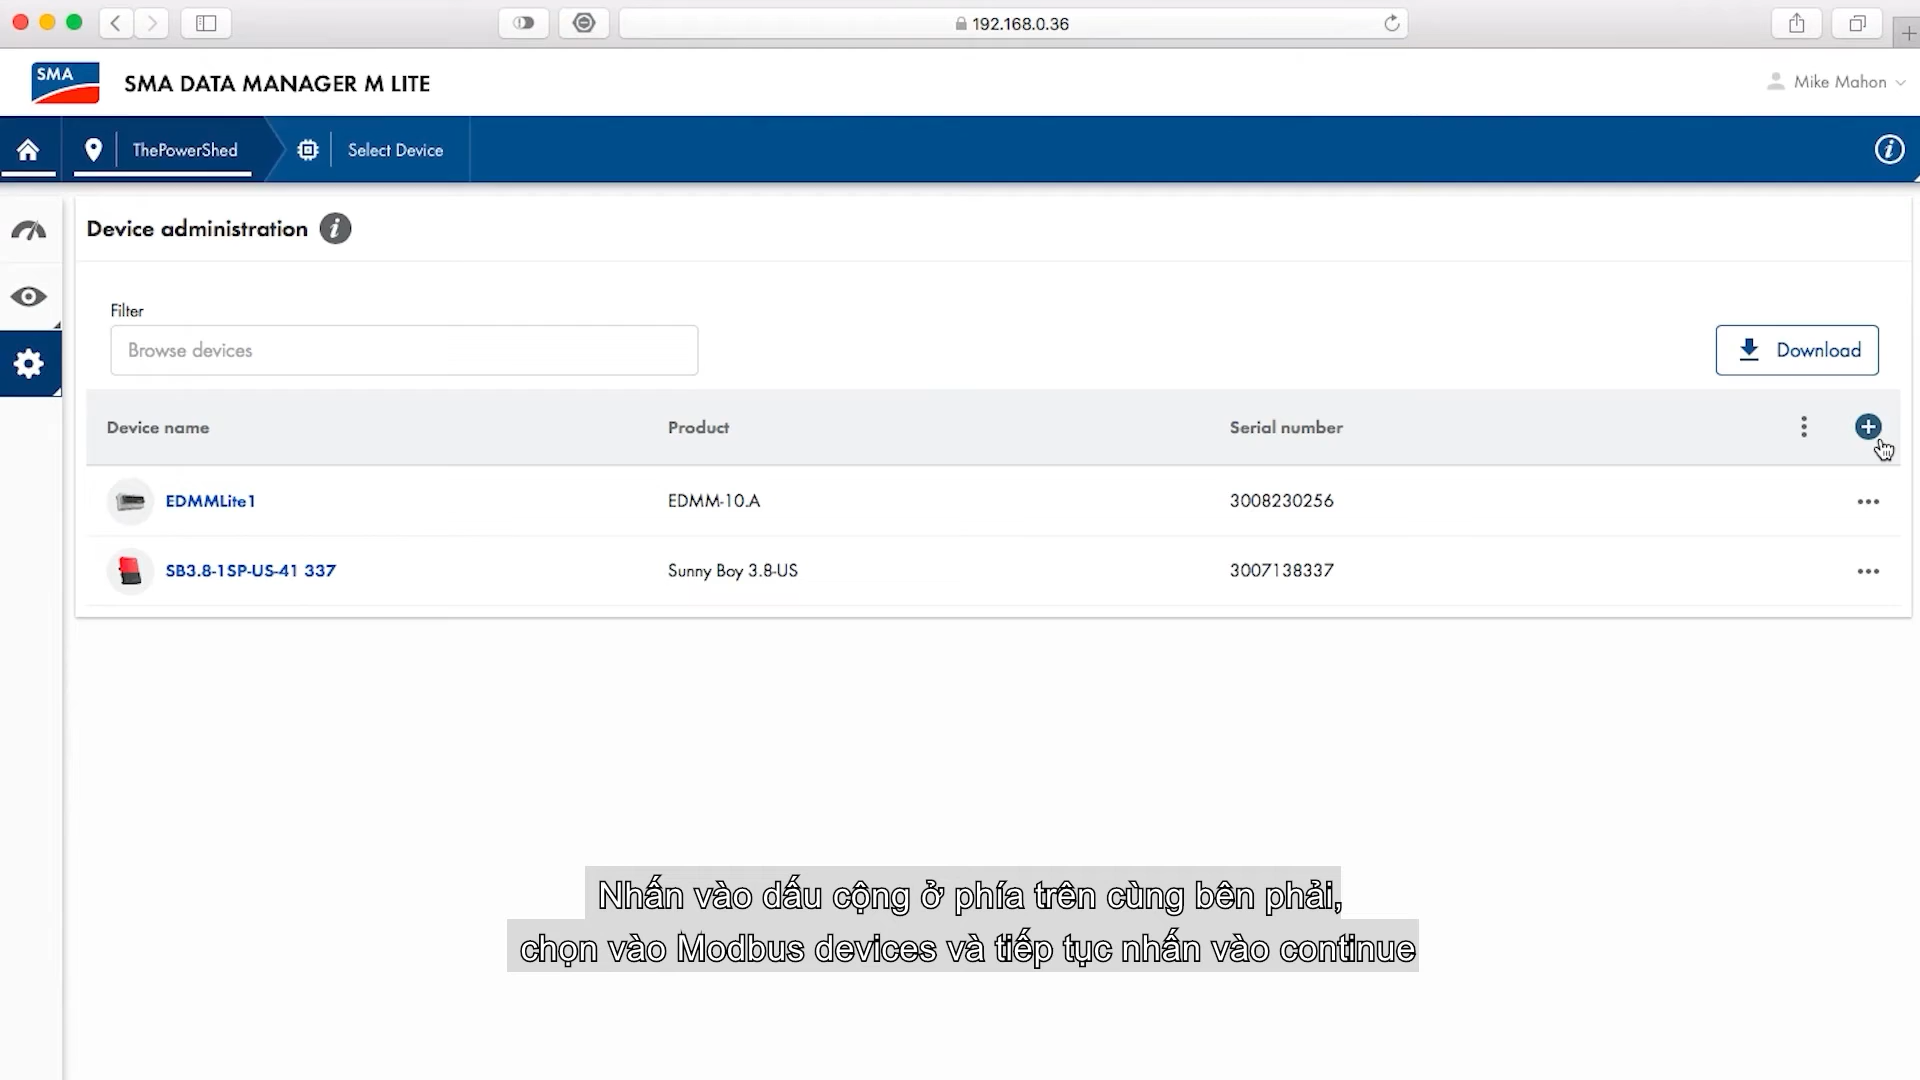 192.168.0.36
SMA
SMA DATA MANAGER M LITE
Mike Mahon
ThePowerShed
Select Device
Device administration
Filter
Browse devices
Download
Device name Product Serial number
EDMMLite1 EDMM-10.A 3008230256
SB3.8-1SP-US-41 337 Sunny Boy 3.8-US 3007138337
Nhấn vào dấu cộng ở phía trên cùng bên phải,
chọn vào Modbus devices và tiếp tục nhấn vào continue